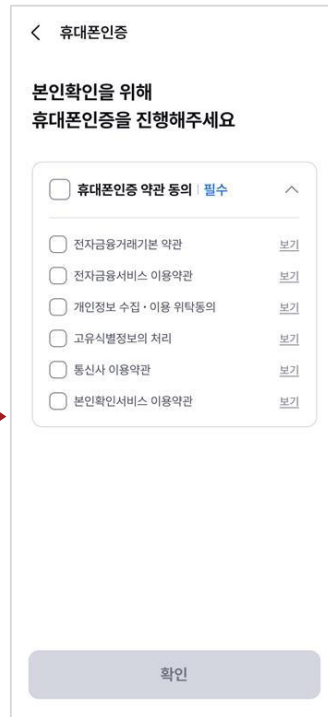 휴대폰인증
본인확인을 위해
휴대폰인증을 진행해주세요
휴대폰인증 약관 동의 | 필수
전자금융거래기본 약관 보기
전자금융서비스 이용약관 보기
개인정보 수집・이용 위탁동의 보기
고유식별정보의 처리 보기
통신사 이용약관 보기
본인확인서비스 이용약관 보기
확인